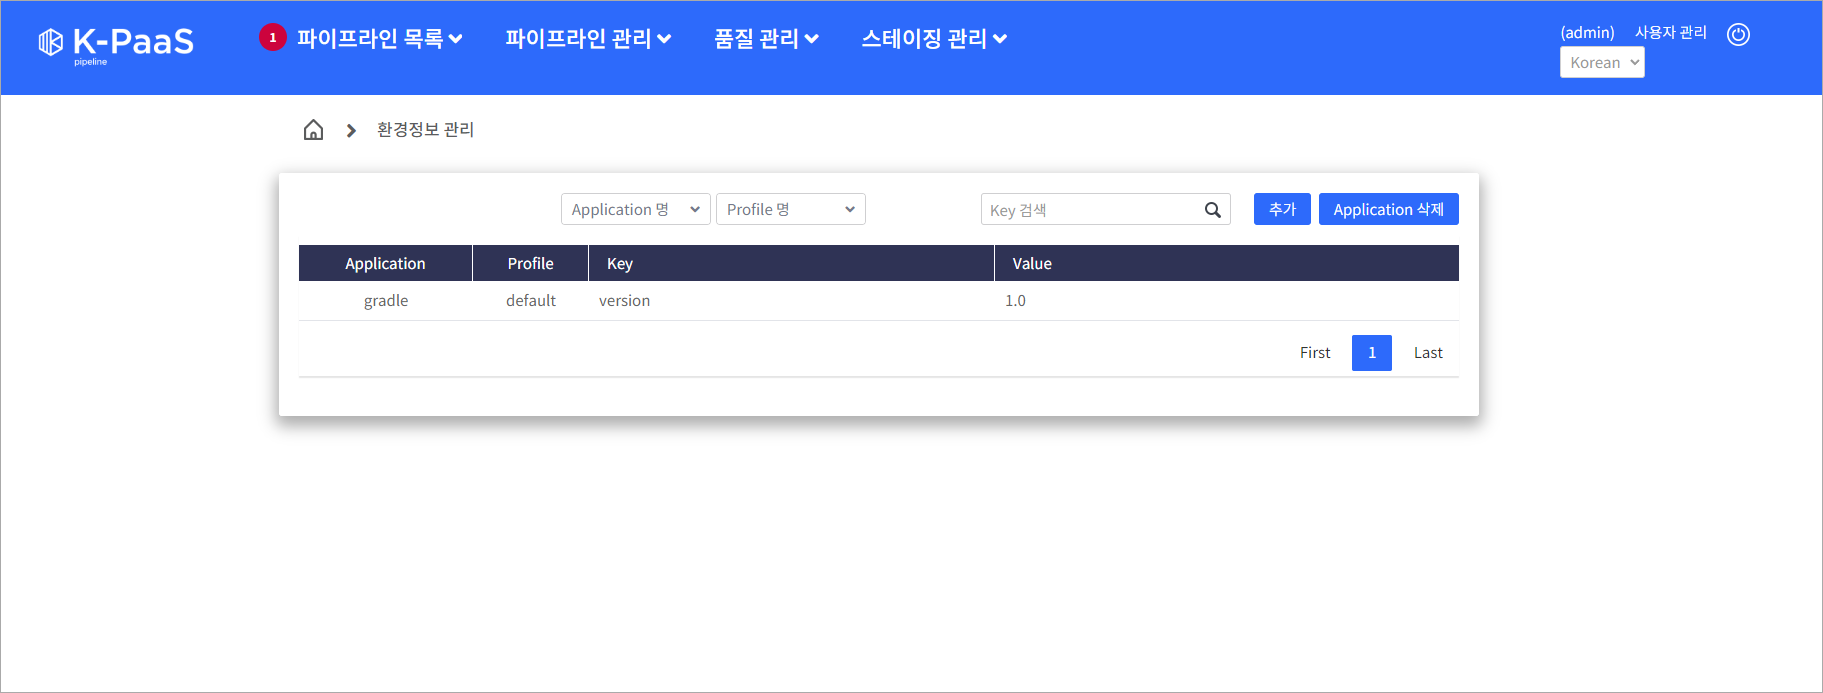 K-PaaS
pipeline
1 파이프라인 목록 파이프라인 관리 품질 관리 스테이징 관리
(admin) 사용자 관리
Korean
환경정보 관리
Application 명 Profile 명 Key 검색 추가 Application 삭제
Application Profile Key Value
gradle default version 1.0
First 1 Last